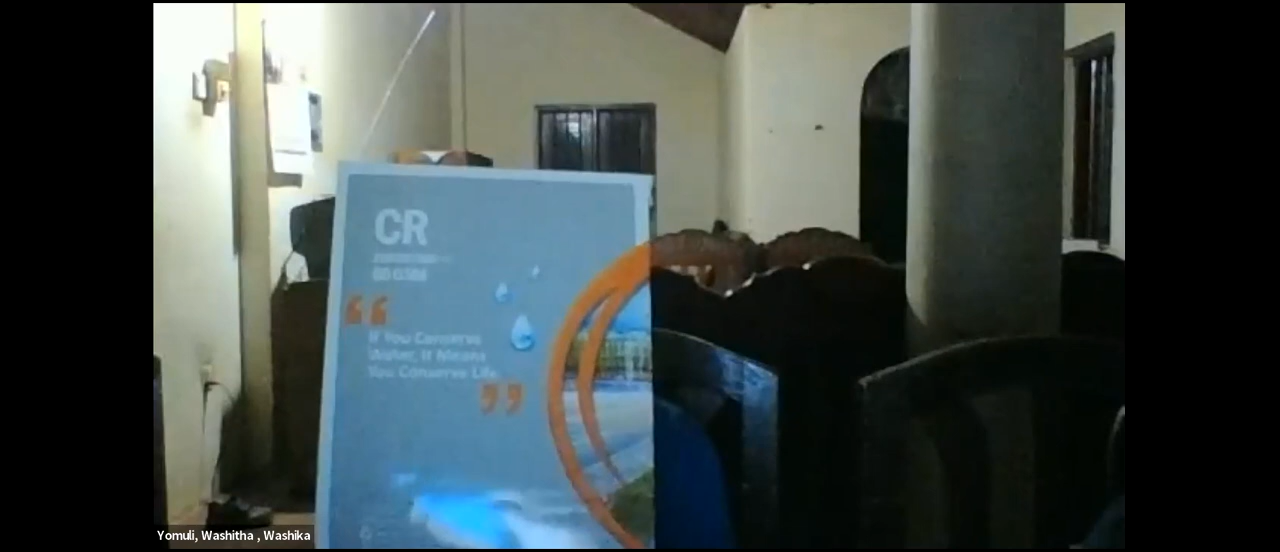 CR
“
If You Conserve
Water, It Means
You Conserve Life
”
Yomuli, Washitha , Washika